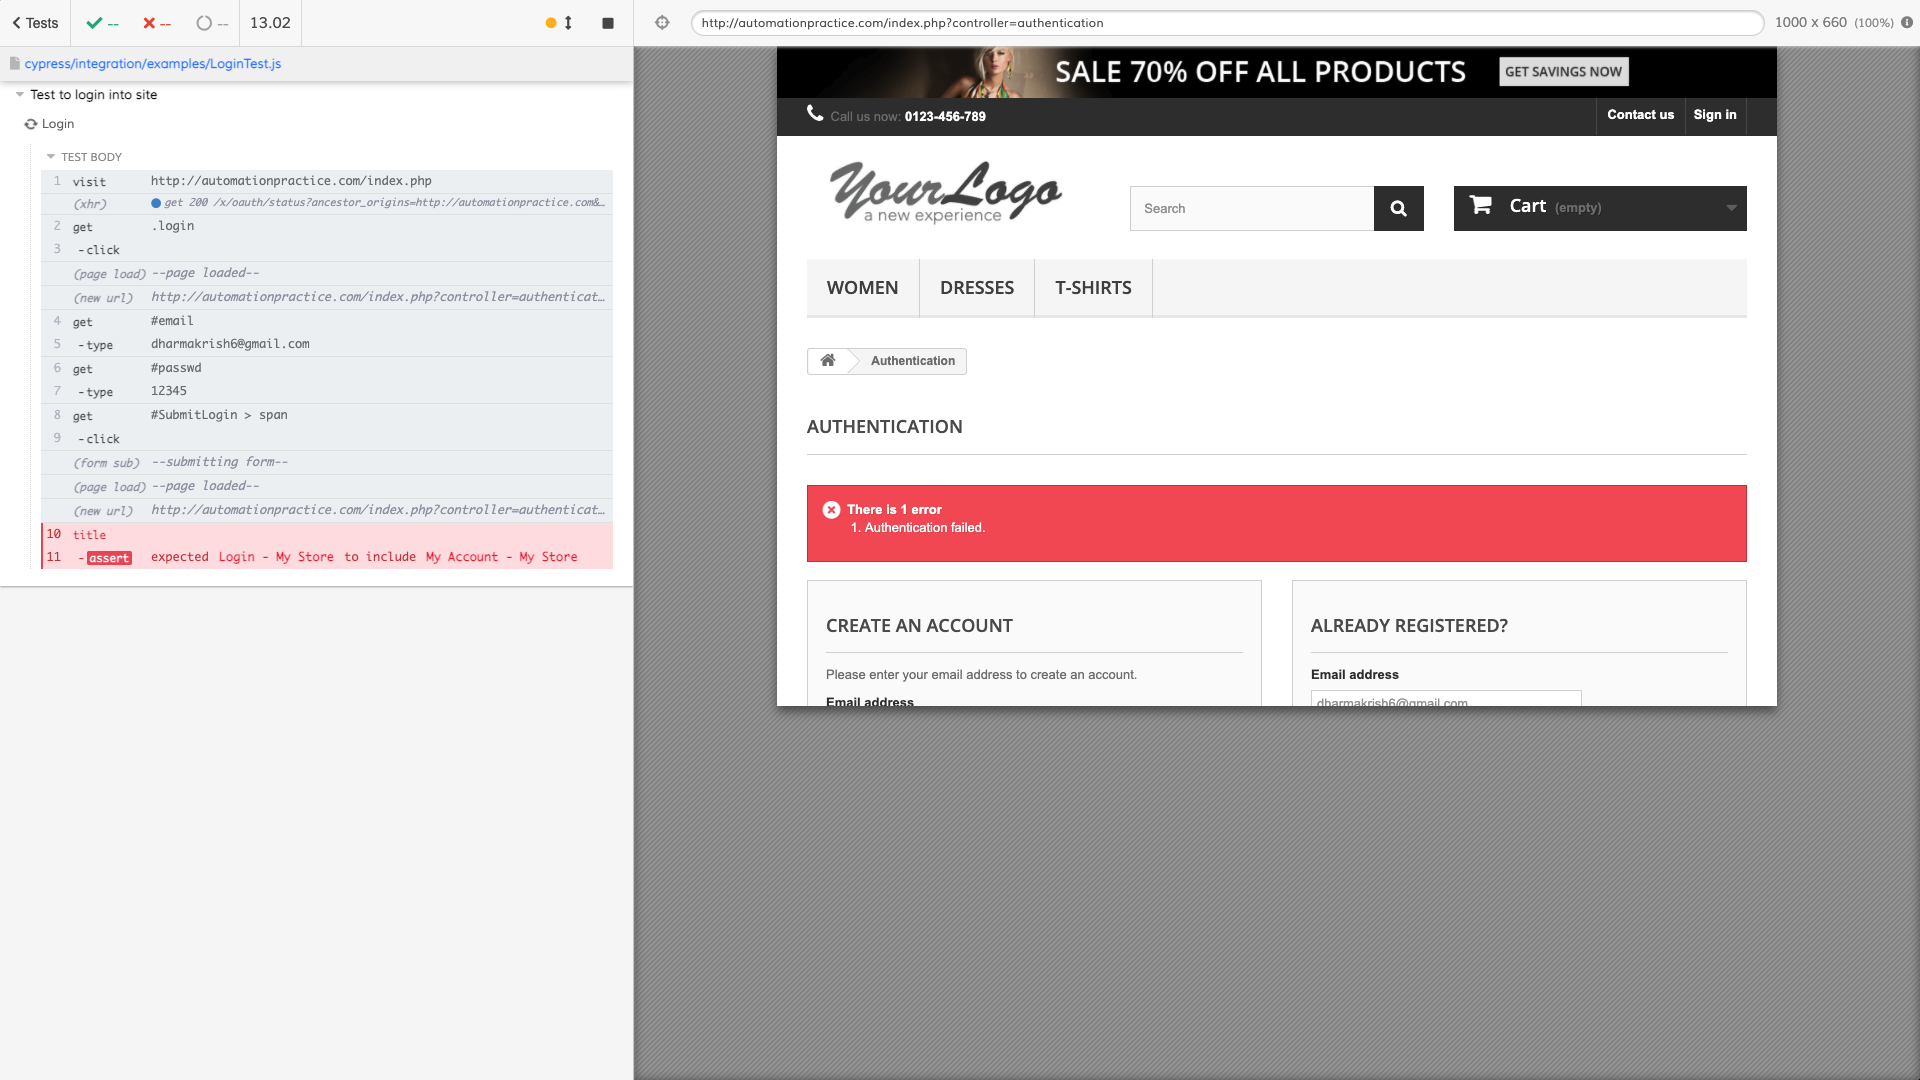 Tests
--
--
--
13.02
http://automationpractice.com/index.php?controller=authentication
1000 x 660 (100%)
cypress/integration/examples/LoginTest.js
Test to login into site
Login
TEST BODY
1 visit http://automationpractice.com/index.php
(xhr) get 200 /x/oauth/status?ancestor_origins=http://automationpractice.com&…
2 get .login
3 -click
(page load) --page loaded--
(new url) http://automationpractice.com/index.php?controller=authenticat…
4 get #email
5 -type dharmakrish6@gmail.com
6 get #passwd
7 -type 12345
8 get #SubmitLogin > span
9 -click
(form sub) --submitting form--
(page load) --page loaded--
(new url) http://automationpractice.com/index.php?controller=authenticat…
10 title
11 -assert expected Login - My Store to include My Account - My Store
SALE 70% OFF ALL PRODUCTS GET SAVINGS NOW
Call us now: 0123-456-789
Contact us
Sign in
YourLogo
a new experience
Search
Cart (empty)
WOMEN
DRESSES
T-SHIRTS
Authentication
AUTHENTICATION
There is 1 error
1. Authentication failed.
CREATE AN ACCOUNT
Please enter your email address to create an account.
Email address
ALREADY REGISTERED?
Email address
dharmakrish6@gmail.com